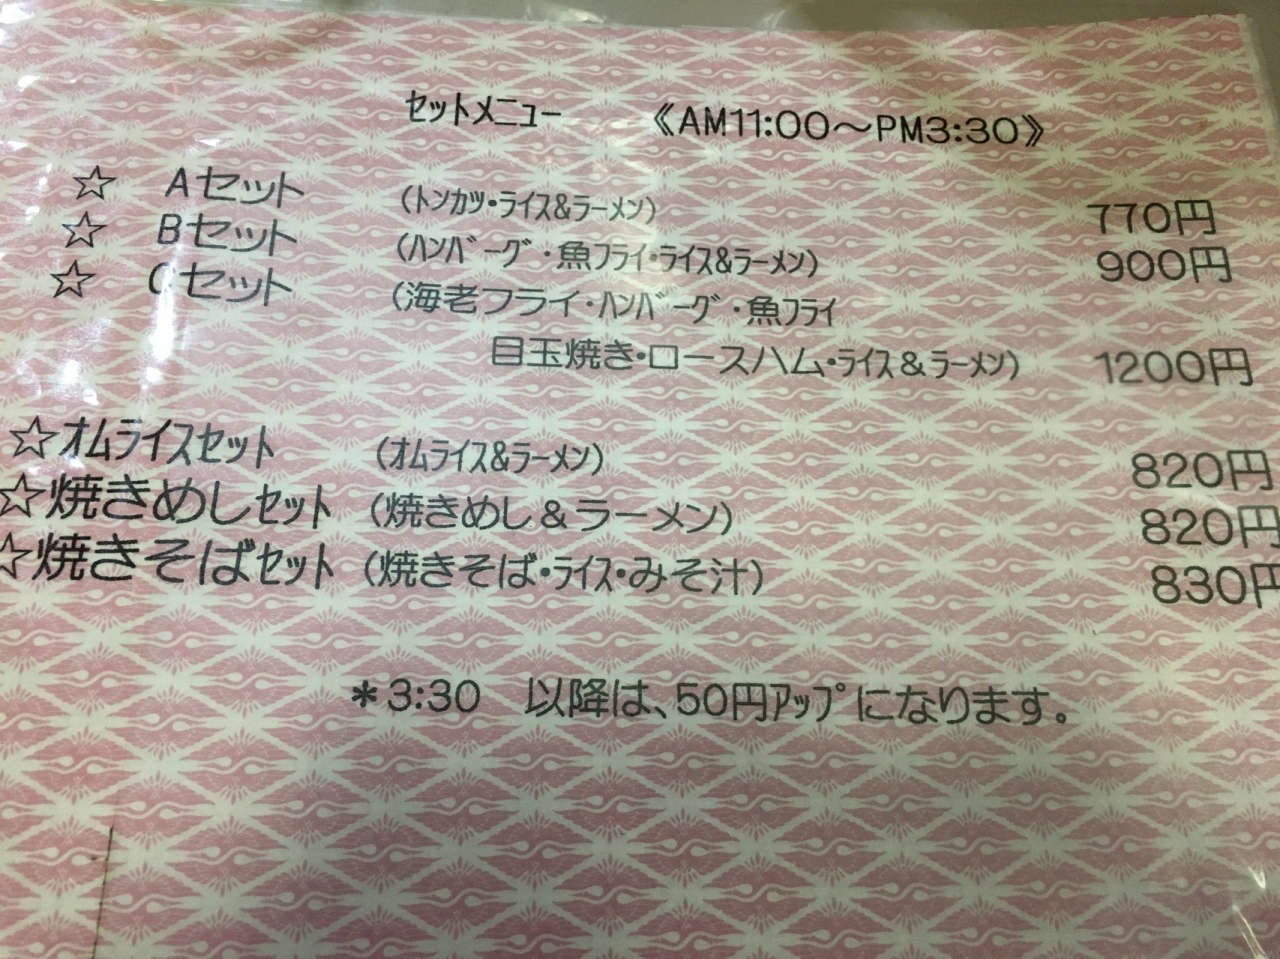 セットメニュー 《AM11:00～PM3:30》
☆ Aセット (トンカツ・ライス&ラーメン) 770円
☆ Bセット (ﾊﾝﾊﾞｰｸﾞ・魚フライ・ライス&ラーメン) 900円
☆ Cセット (海老フライ・ﾊﾝﾊﾞｰｸﾞ・魚フライ
目玉焼き・ロースハム・ライス＆ラーメン) 1200円
☆オムライスセット (オムライス&ラーメン) 820円
☆焼きめしセット (焼きめし＆ラーメン) 820円
☆焼きそばセット (焼きそば・ライス・みそ汁) 830円
＊3:30 以降は、50円ｱｯﾌﾟになります。